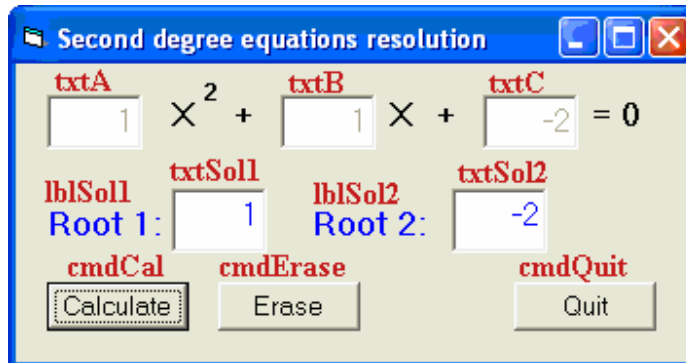 Second degree equations resolution
txtA txtB txtC
1 X 2 + 1 X + -2 = 0
txtSol1 txtSol2
lblSol1 lblSol2
Root 1: 1 Root 2: -2
cmdCal cmdErase cmdQuit
Calculate Erase Quit